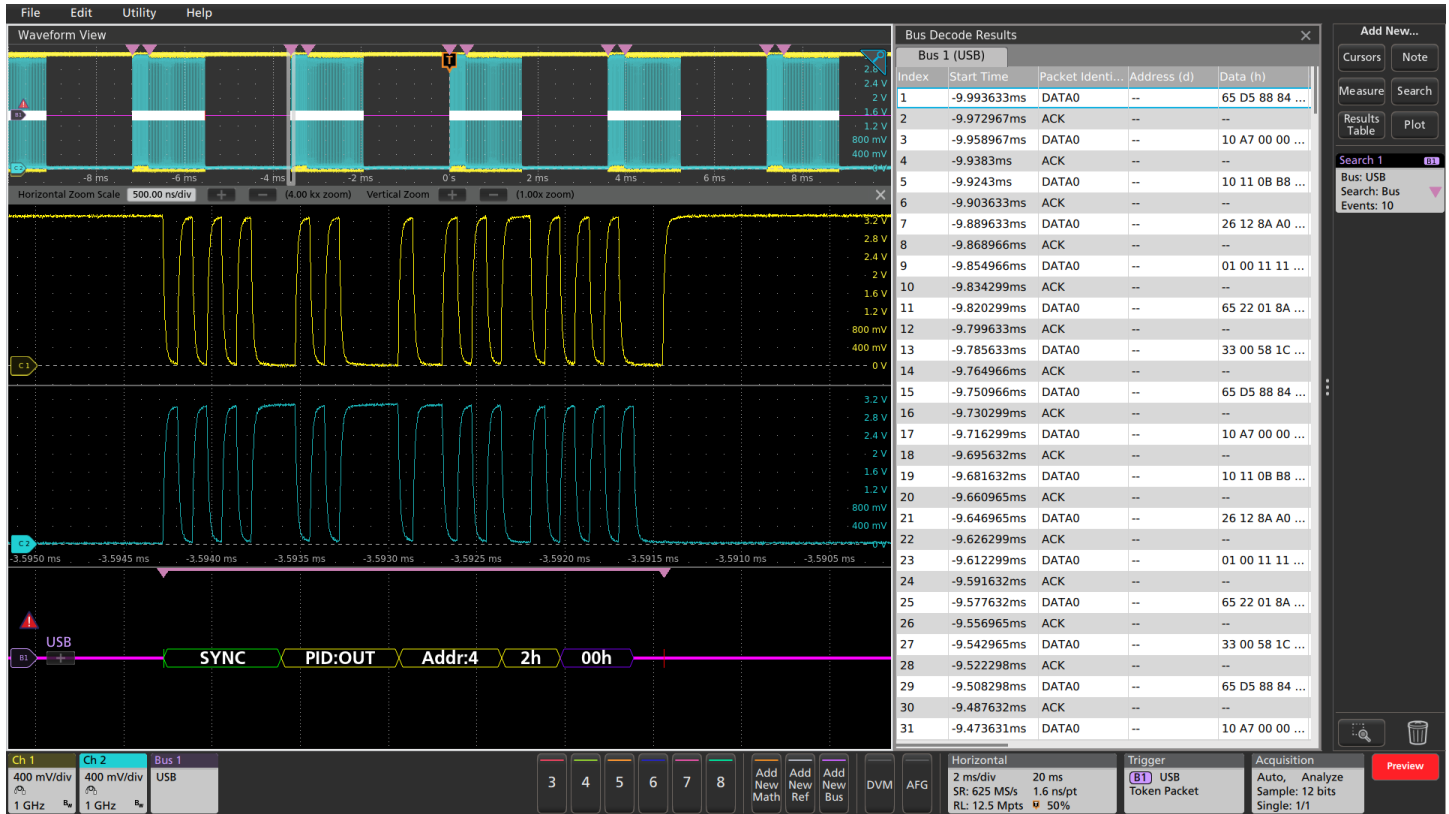 File Edit Utility Help
Waveform View
2.8
2.4 V
2 V
1.6 V
1.2 V
800 mV
400 mV
B1
C2
T
-8 ms -6 ms -4 ms -2 ms 0 s 2 ms 4 ms 6 ms 8 ms
Horizontal Zoom Scale 500.00 ns/div + − (4.00 kx zoom) Vertical Zoom + − (1.00x zoom)
3.2 V
2.8 V
2.4 V
2 V
1.6 V
1.2 V
800 mV
400 mV
C 1 0 V
3.2 V
2.8 V
2.4 V
2 V
1.6 V
1.2 V
800 mV
400 mV
C 2 0 V
-3.5950 ms -3.5945 ms -3.5940 ms -3.5935 ms -3.5930 ms -3.5925 ms -3.5920 ms -3.5915 ms -3.5910 ms -3.5905 ms
USB
B1 + SYNC PID:OUT Addr:4 2h 00h
Bus Decode Results
Bus 1 (USB)
Index Start Time Packet Identi... Address (d) Data (h)
1 -9.993633ms DATA0 -- 65 D5 88 84 ...
2 -9.972967ms ACK -- --
3 -9.958967ms DATA0 -- 10 A7 00 00 ...
4 -9.9383ms ACK -- --
5 -9.9243ms DATA0 -- 10 11 0B B8 ...
6 -9.903633ms ACK -- --
7 -9.889633ms DATA0 -- 26 12 8A A0 ...
8 -9.868966ms ACK -- --
9 -9.854966ms DATA0 -- 01 00 11 11 ...
10 -9.834299ms ACK -- --
11 -9.820299ms DATA0 -- 65 22 01 8A ...
12 -9.799633ms ACK -- --
13 -9.785633ms DATA0 -- 33 00 58 1C ...
14 -9.764966ms ACK -- --
15 -9.750966ms DATA0 -- 65 D5 88 84 ...
16 -9.730299ms ACK -- --
17 -9.716299ms DATA0 -- 10 A7 00 00 ...
18 -9.695632ms ACK -- --
19 -9.681632ms DATA0 -- 10 11 0B B8 ...
20 -9.660965ms ACK -- --
21 -9.646965ms DATA0 -- 26 12 8A A0 ...
22 -9.626299ms ACK -- --
23 -9.612299ms DATA0 -- 01 00 11 11 ...
24 -9.591632ms ACK -- --
25 -9.577632ms DATA0 -- 65 22 01 8A ...
26 -9.556965ms ACK -- --
27 -9.542965ms DATA0 -- 33 00 58 1C ...
28 -9.522298ms ACK -- --
29 -9.508298ms DATA0 -- 65 D5 88 84 ...
30 -9.487632ms ACK -- --
31 -9.473631ms DATA0 -- 10 A7 00 00 ...
Add New...
Cursors Note
Measure Search
Results Table Plot
Search 1 B1
Bus: USB
Search: Bus
Events: 10
Ch 1
400 mV/div
1 GHz Bw
Ch 2
400 mV/div
1 GHz Bw
Bus 1
USB
3 4 5 6 7 8
Add New Math
Add New Ref
Add New Bus
DVM AFG
Horizontal
2 ms/div 20 ms
SR: 625 MS/s 1.6 ns/pt
RL: 12.5 Mpts 50%
Trigger
B1 USB
Token Packet
Acquisition
Auto, Analyze
Sample: 12 bits
Single: 1/1
Preview